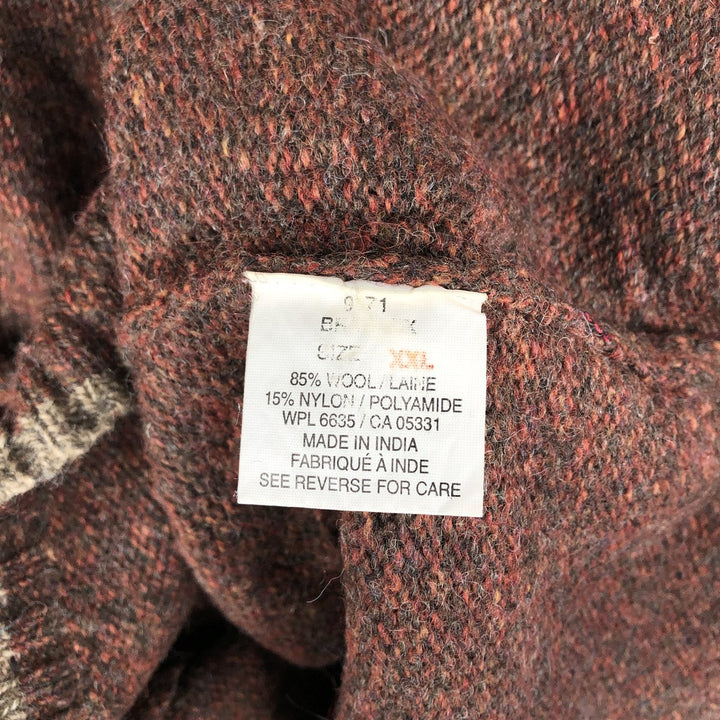 SIZE XXL
85% WOOL / LAINE
15% NYLON / POLYAMIDE
WPL 6635 / CA 05331
MADE IN INDIA
FABRIQUÉ À INDE
SEE REVERSE FOR CARE